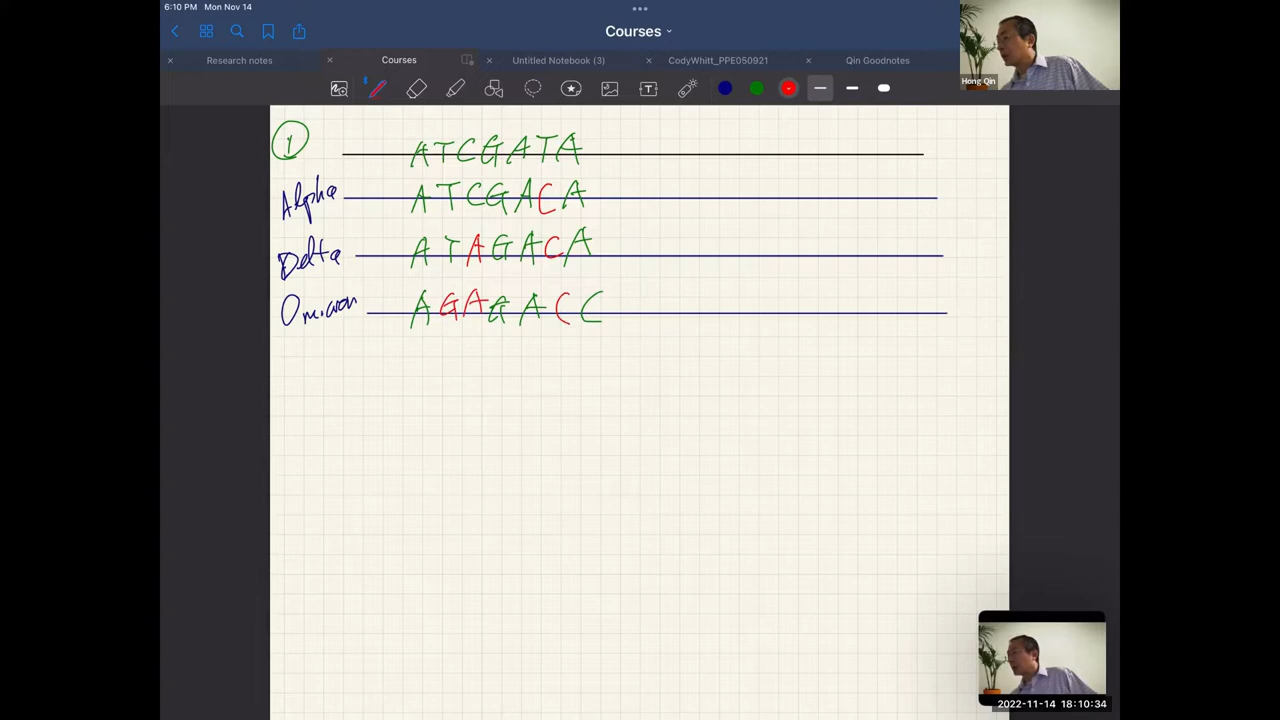 6:10 PM Mon Nov 14
Courses
Hong Qin
Research notes
Courses
Untitled Notebook (3)
CodyWhitt_PPE050921
Qin Goodnotes
1 ATCGATA
Alpha ATCGACA
Delta ATAGACA
Omicron AGAGACC
2022-11-14 18:10:34